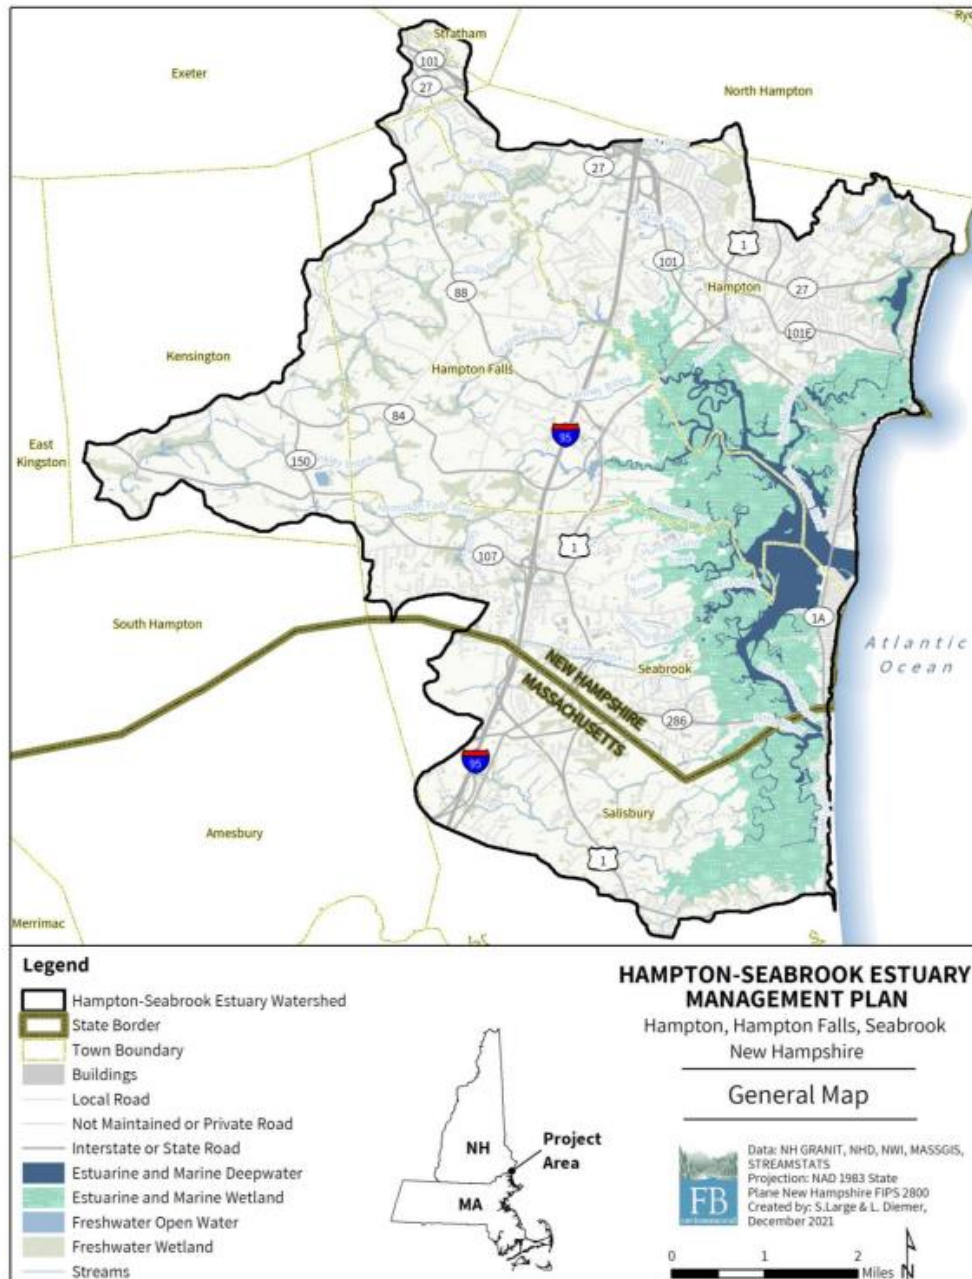 Stratham
Rye
101
Exeter
27
North Hampton
27
1
101
Hampton
27
88
101E
Kensington
Hampton Falls
84
95
East
Kingston
150
107
1
South Hampton
1A
Atlantic
Ocean
NEW HAMPSHIRE
MASSACHUSETTS
Seabrook
286
95
Salisbury
Amesbury
1
Merrimac
Legend
Hampton-Seabrook Estuary Watershed
State Border
Town Boundary
Buildings
Local Road
Not Maintained or Private Road
Interstate or State Road
Estuarine and Marine Deepwater
Estuarine and Marine Wetland
Freshwater Open Water
Freshwater Wetland
Streams
NH
MA
Project
Area
HAMPTON-SEABROOK ESTUARY
MANAGEMENT PLAN
Hampton, Hampton Falls, Seabrook
New Hampshire
General Map
FB
Data: NH GRANIT, NHD, NWI, MASSGIS,
STREAMSTATS
Projection: NAD 1983 State
Plane New Hampshire FIPS 2800
Created by: S.Large & L. Diemer,
December 2021
0 1 2
Miles
N